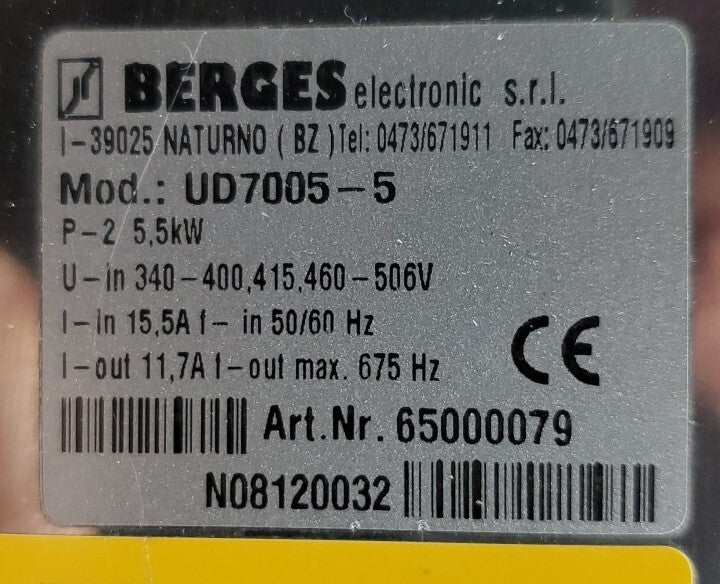 BERGES electronic s.r.l.
I-39025 NATURNO (BZ) Tel: 0473/671911 Fax: 0473/671909
Mod.: UD7005-5
P-2 5,5kW
U-in 340-400,415,460-506V
I-in 15,5A f- in 50/60 Hz
I-out 11,7A f-out max. 675 Hz
CE
Art.Nr. 65000079
N08120032